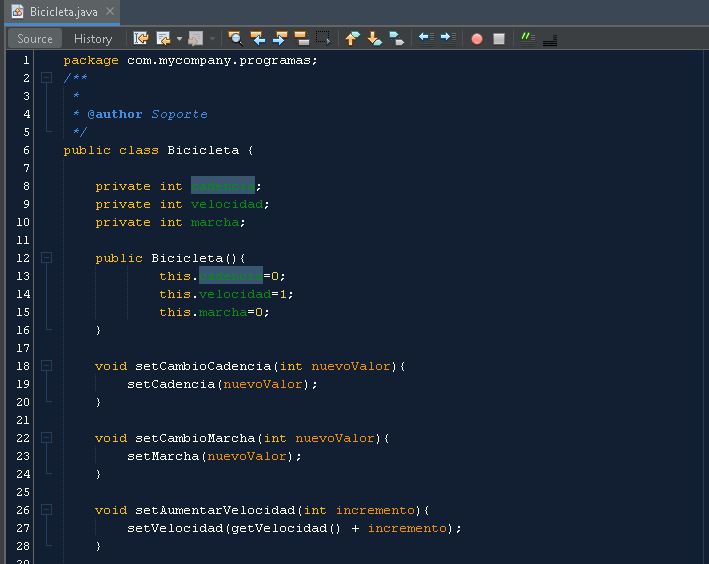 Bicicleta.java
Source History
1 package com.mycompany.programas;
2 /**
3 *
4 * @author Soporte
5 */
6 public class Bicicleta {
7
8 private int cadencia;
9 private int velocidad;
10 private int marcha;
11
12 public Bicicleta(){
13 this.cadencia=0;
14 this.velocidad=1;
15 this.marcha=0;
16 }
17
18 void setCambioCadencia(int nuevoValor){
19 setCadencia(nuevoValor);
20 }
21
22 void setCambioMarcha(int nuevoValor){
23 setMarcha(nuevoValor);
24 }
25
26 void setAumentarVelocidad(int incremento){
27 setVelocidad(getVelocidad() + incremento);
28 }
29